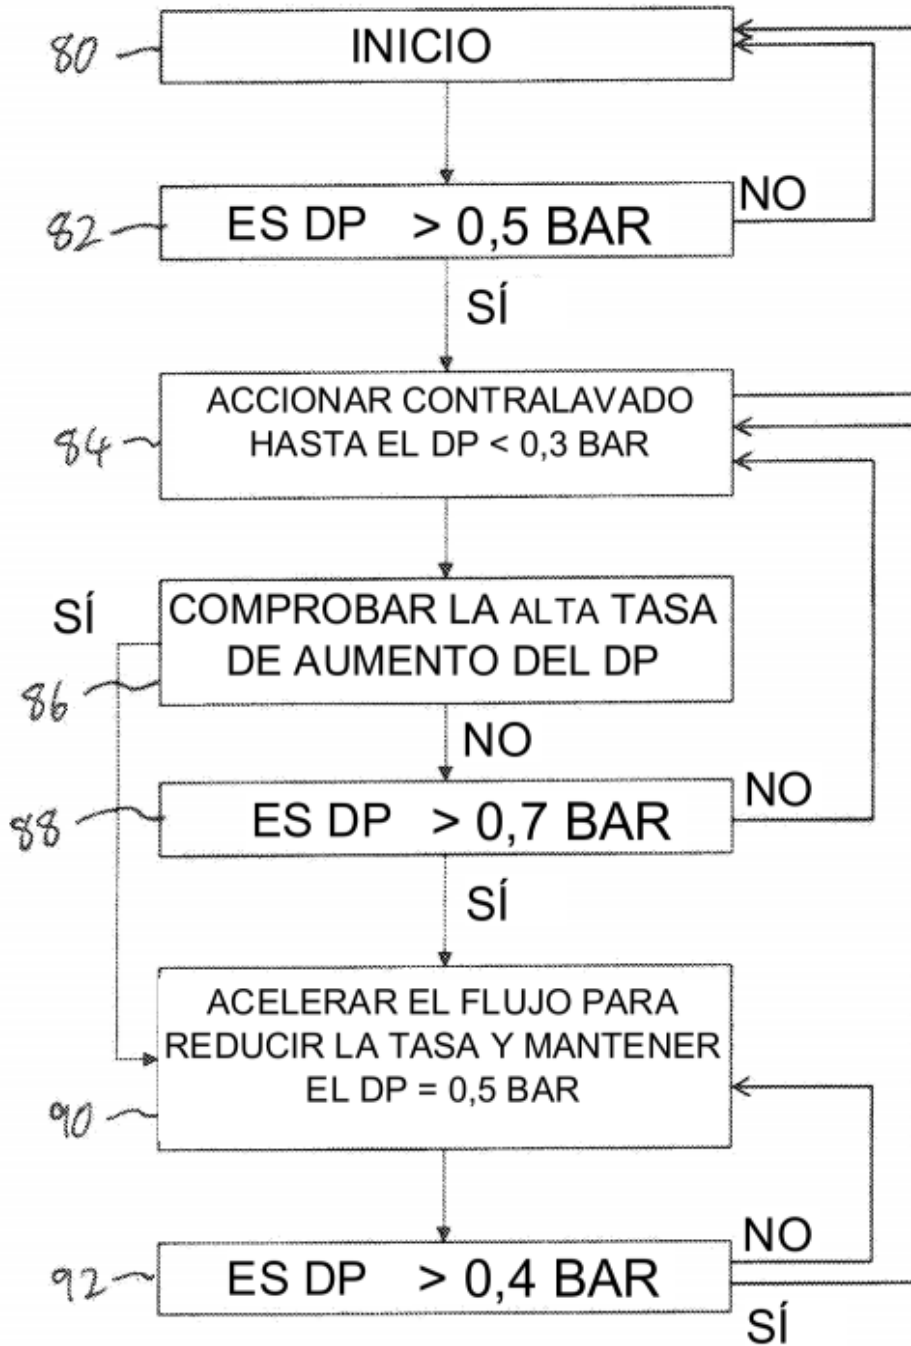 80
INICIO
NO
82
ES DP > 0,5 BAR
SÍ
84
ACCIONAR CONTRALAVADO
HASTA EL DP < 0,3 BAR
SÍ
86
COMPROBAR LA ALTA TASA
DE AUMENTO DEL DP
NO
NO
88
ES DP > 0,7 BAR
SÍ
90
ACELERAR EL FLUJO PARA
REDUCIR LA TASA Y MANTENER
EL DP = 0,5 BAR
NO
92
ES DP > 0,4 BAR
SÍ